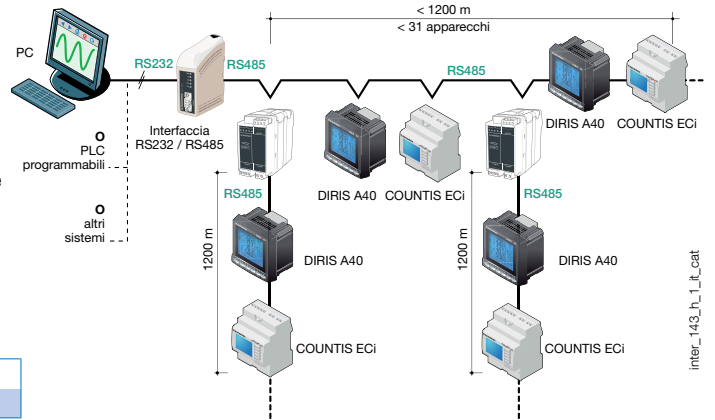 < 1200 m
< 31 apparecchi
PC
RS232
RS485
RS485
Interfaccia
RS232 / RS485
O
PLC
programmabili
O
altri
sistemi
e
DIRIS A40
COUNTIS ECi
DIRIS A40
COUNTIS ECi
RS485
1200 m
DIRIS A40
COUNTIS ECi
RS485
1200 m
DIRIS A40
COUNTIS ECi
inter_143_h_1_it_cat